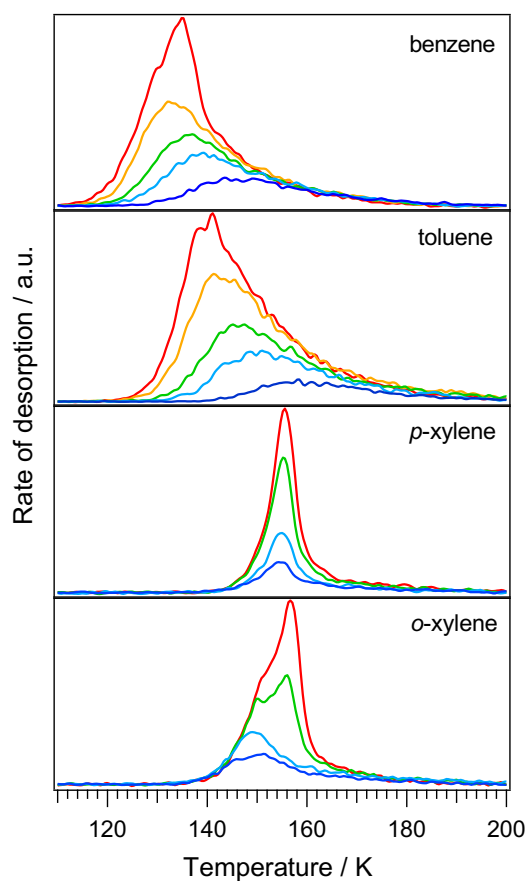 benzene
toluene
p-xylene
o-xylene
Rate of desorption / a.u.
120 140 160 180 200
Temperature / K